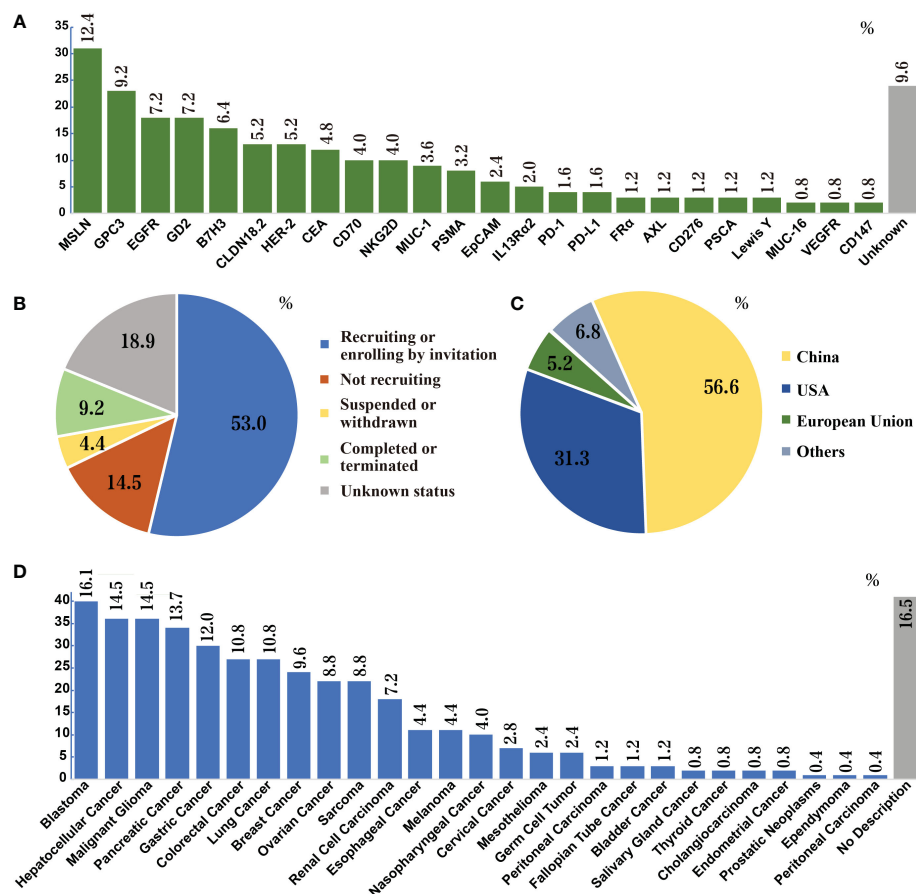 A
%
35
30
25
20
15
10
5
0
12.4
9.2
7.2
7.2
6.4
5.2
5.2
4.8
4.0
4.0
3.6
3.2
2.4
2.0
1.6
1.6
1.2
1.2
1.2
1.2
1.2
0.8
0.8
0.8
9.6
MSLN
GPC3
EGFR
GD2
B7H3
CLDN18.2
HER-2
CEA
CD70
NKG2D
MUC-1
PSMA
EpCAM
IL13Rα2
PD-1
PD-L1
FRα
AXL
CD276
PSCA
Lewis Y
MUC-16
VEGFR
CD147
Unknown
B
%
18.9
9.2
4.4
14.5
53.0
Recruiting or
enrolling by invitation
Not recruiting
Suspended or
withdrawn
Completed or
terminated
Unknown status
C
%
6.8
5.2
31.3
56.6
China
USA
European Union
Others
D
%
40
35
30
25
20
15
10
5
0
16.1
14.5
14.5
13.7
12.0
10.8
10.8
9.6
8.8
8.8
7.2
4.4
4.4
4.0
2.8
2.4
2.4
1.2
1.2
1.2
0.8
0.8
0.8
0.8
0.4
0.4
0.4
16.5
Blastoma
Hepatocellular Cancer
Malignant Glioma
Pancreatic Cancer
Gastric Cancer
Colorectal Cancer
Lung Cancer
Breast Cancer
Ovarian Cancer
Sarcoma
Renal Cell Carcinoma
Esophageal Cancer
Melanoma
Nasopharyngeal Cancer
Cervical Cancer
Mesothelioma
Germ Cell Tumor
Peritoneal Carcinoma
Fallopian Tube Cancer
Bladder Cancer
Salivary Gland Cancer
Thyroid Cancer
Cholangiocarcinoma
Endometrial Cancer
Prostatic Neoplasms
Ependymoma
Peritoneal Carcinoma
No Description